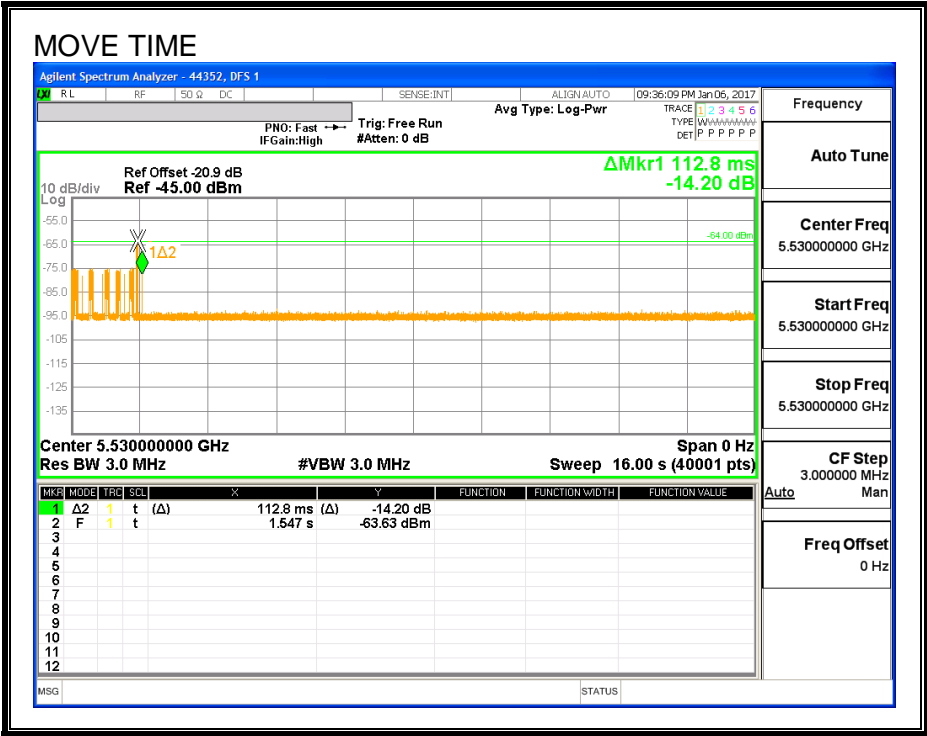 MOVE TIME
Agilent Spectrum Analyzer - 44352, DFS 1
LXI RL RF 50 Ω DC SENSE:INT ALIGNAUTO 09:36:09 PM Jan 06, 2017
PNO: Fast Trig: Free Run Avg Type: Log-Pwr TRACE 1 2 3 4 5 6
IFGain:High #Atten: 0 dB TYPE WWWWWW
DET P P P P P P
Frequency
Auto Tune
Center Freq
5.530000000 GHz
Start Freq
5.530000000 GHz
Stop Freq
5.530000000 GHz
CF Step
3.000000 MHz
Auto Man
Freq Offset
0 Hz
ΔMkr1 112.8 ms
-14.20 dB
Ref Offset -20.9 dB
10 dB/div Ref -45.00 dBm
Log
-55.0
-65.0
-75.0
-85.0
-95.0
-105
-115
-125
-135
-64.00 dBm
1Δ2
Center 5.530000000 GHz Span 0 Hz
Res BW 3.0 MHz #VBW 3.0 MHz Sweep 16.00 s (40001 pts)
MKR MODE TRC SCL X Y FUNCTION FUNCTION WIDTH FUNCTION VALUE
1 Δ2 1 t (Δ) 112.8 ms (Δ) -14.20 dB
2 F 1 t 1.547 s -63.63 dBm
3
4
5
6
7
8
9
10
11
12
MSG STATUS